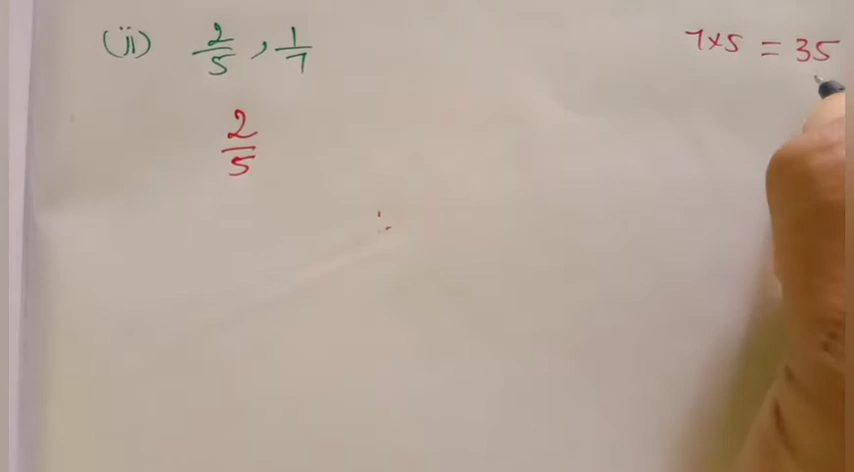 (ii) 2/5 , 1/7
7×5 = 35
2/5